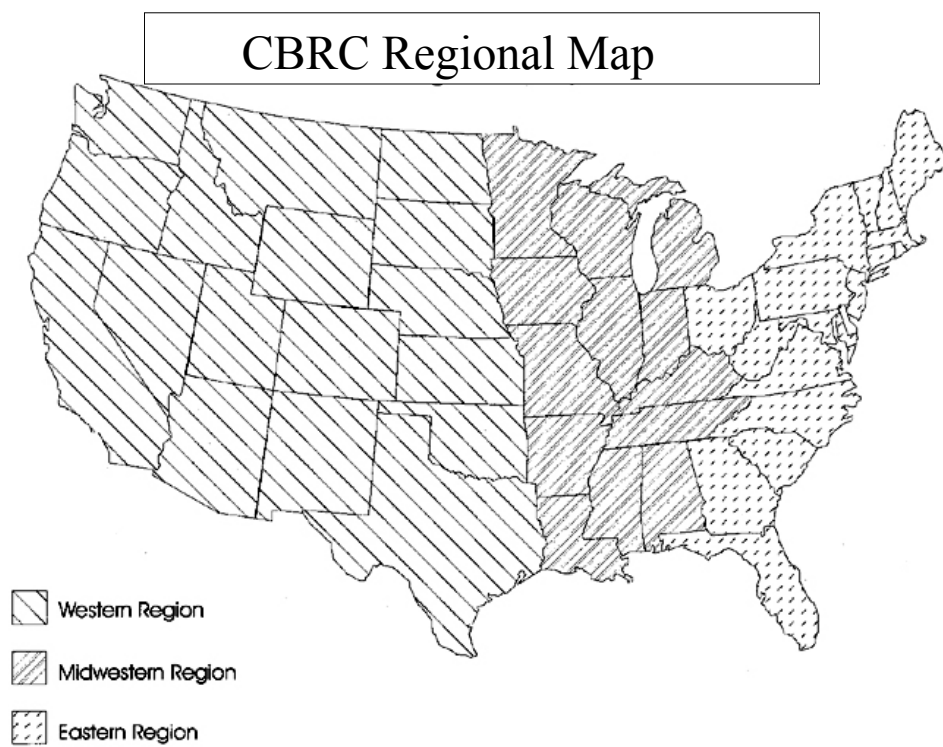 CBRC Regional Map
Western Region
Midwestern Region
Eastern Region